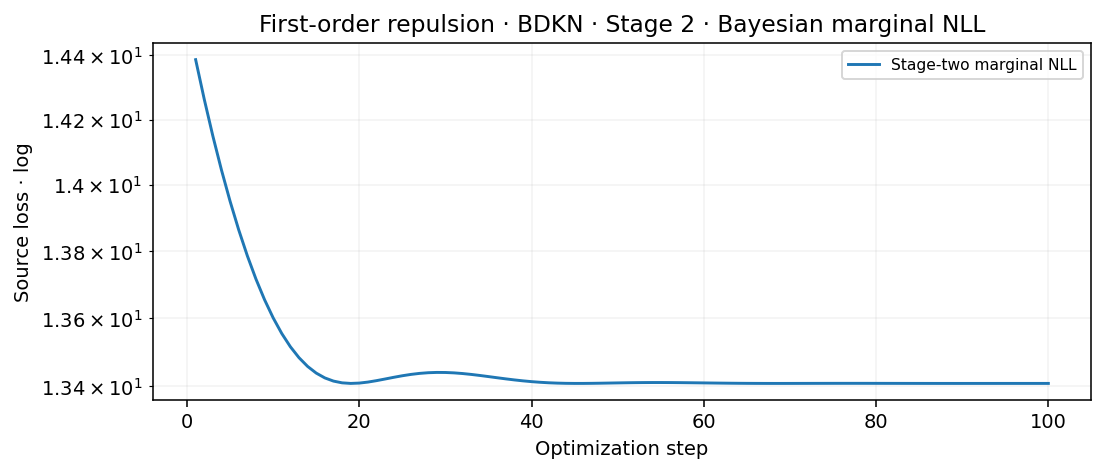 First-order repulsion · BDKN · Stage 2 · Bayesian marginal NLL
Stage-two marginal NLL
Source loss · log
1.44 × 10¹
1.42 × 10¹
1.4 × 10¹
1.38 × 10¹
1.36 × 10¹
1.34 × 10¹
0 20 40 60 80 100
Optimization step